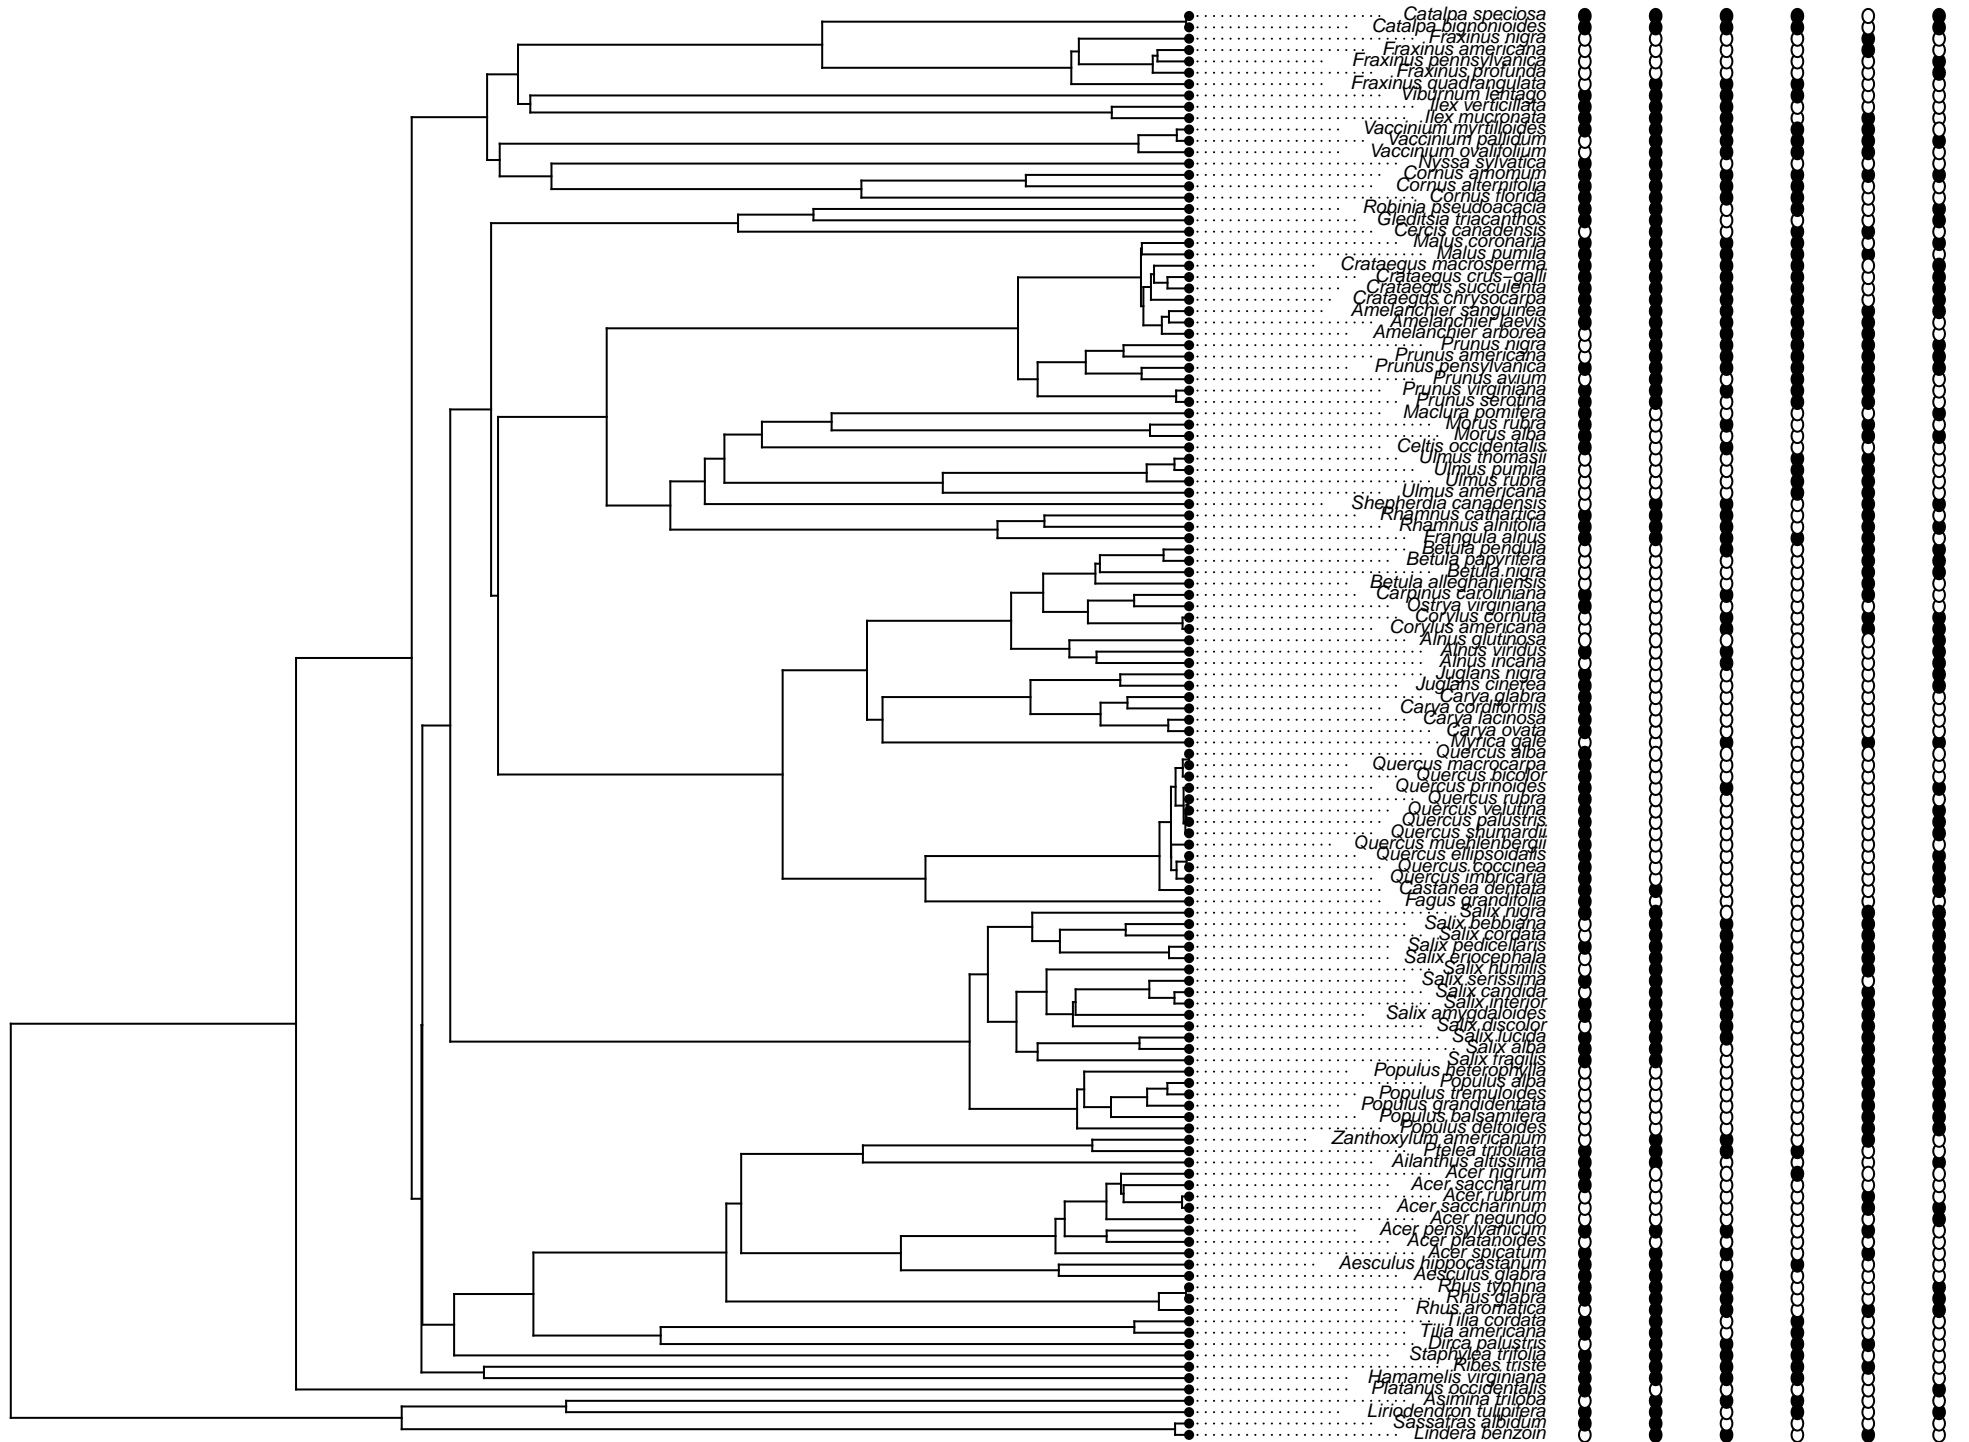 Catalpa speciosa
Catalpa bignonioides
Fraxinus nigra
Fraxinus americana
Fraxinus pennsylvanica
Fraxinus profunda
Fraxinus quadrangulata
Viburnum lentago
Ilex verticillata
Ilex mucronata
Vaccinium myrtilloides
Vaccinium pallidum
Vaccinium ovalifolium
Nyssa sylvatica
Cornus amomum
Cornus alternifolia
Cornus florida
Robinia pseudoacacia
Gleditsia triacanthos
Cercis canadensis
Malus coronaria
Malus pumila
Crataegus macrosperma
Crataegus crus−galli
Crataegus succulenta
Crataegus chrysocarpa
Amelanchier sanguinea
Amelanchier laevis
Amelanchier arborea
Prunus nigra
Prunus americana
Prunus pensylvanica
Prunus avium
Prunus virginiana
Prunus serotina
Maclura pomifera
Morus rubra
Morus alba
Celtis occidentalis
Ulmus thomasii
Ulmus pumila
Ulmus rubra
Ulmus americana
Shepherdia canadensis
Rhamnus cathartica
Rhamnus alnifolia
Frangula alnus
Betula pendula
Betula papyrifera
Betula nigra
Betula alleghaniensis
Carpinus caroliniana
Ostrya virginiana
Corylus cornuta
Corylus americana
Alnus glutinosa
Alnus viridus
Alnus incana
Juglans nigra
Juglans cinerea
Carya glabra
Carya cordiformis
Carya lacinosa
Carya ovata
Myrica gale
Quercus alba
Quercus macrocarpa
Quercus bicolor
Quercus prinoides
Quercus rubra
Quercus velutina
Quercus palustris
Quercus shumardii
Quercus muehlenbergii
Quercus ellipsoidalis
Quercus coccinea
Quercus imbricaria
Castanea dentata
Fagus grandifolia
Salix nigra
Salix bebbiana
Salix cordata
Salix pedicellaris
Salix eriocephala
Salix humilis
Salix serissima
Salix candida
Salix interior
Salix amygdaloides
Salix discolor
Salix lucida
Salix alba
Salix fragilis
Populus heterophylla
Populus alba
Populus tremuloides
Populus grandidentata
Populus balsamifera
Populus deltoides
Zanthoxylum americanum
Ptelea trifoliata
Ailanthus altissima
Acer nigrum
Acer saccharum
Acer rubrum
Acer saccharinum
Acer negundo
Acer pensylvanicum
Acer platanoides
Acer spicatum
Aesculus hippocastanum
Aesculus glabra
Rhus typhina
Rhus glabra
Rhus aromatica
Tilia cordata
Tilia americana
Dirca palustris
Staphylea trifolia
Ribes triste
Hamamelis virginiana
Platanus occidentalis
Asimina triloba
Liriodendron tulipifera
Sassafras albidum
Lindera benzoin